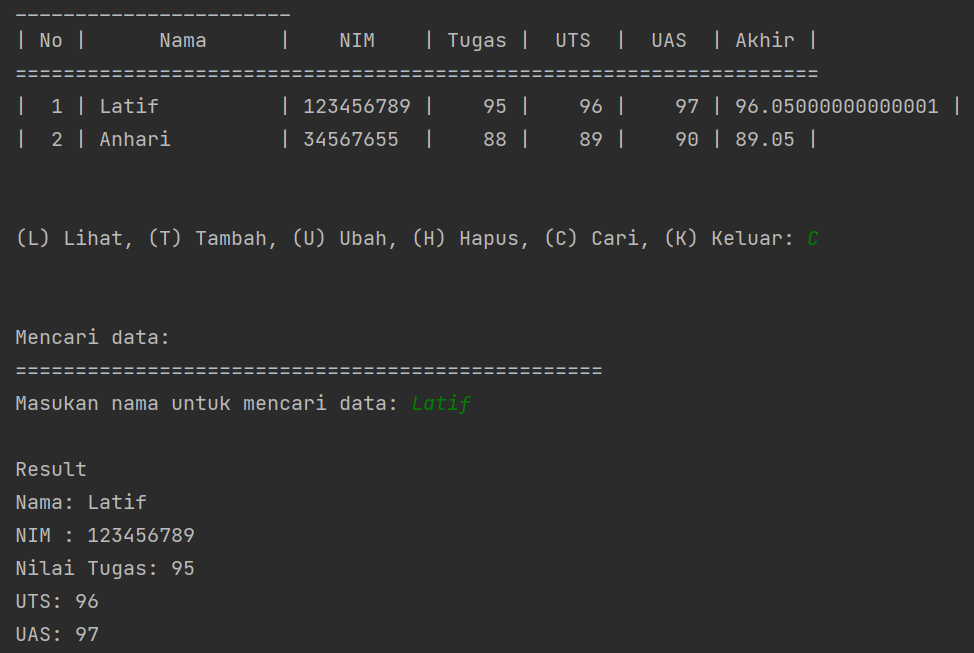 =======================
| No |      Nama      |    NIM    | Tugas |  UTS  |  UAS  | Akhir |
===================================================================
|  1 | Latif          | 123456789 |    95 |    96 |    97 | 96.05000000000001 |
|  2 | Anhari         | 34567655  |    88 |    89 |    90 | 89.05 |
(L) Lihat, (T) Tambah, (U) Ubah, (H) Hapus, (C) Cari, (K) Keluar: C
Mencari data:
=================================================
Masukan nama untuk mencari data: Latif
Result
Nama: Latif
NIM : 123456789
Nilai Tugas: 95
UTS: 96
UAS: 97